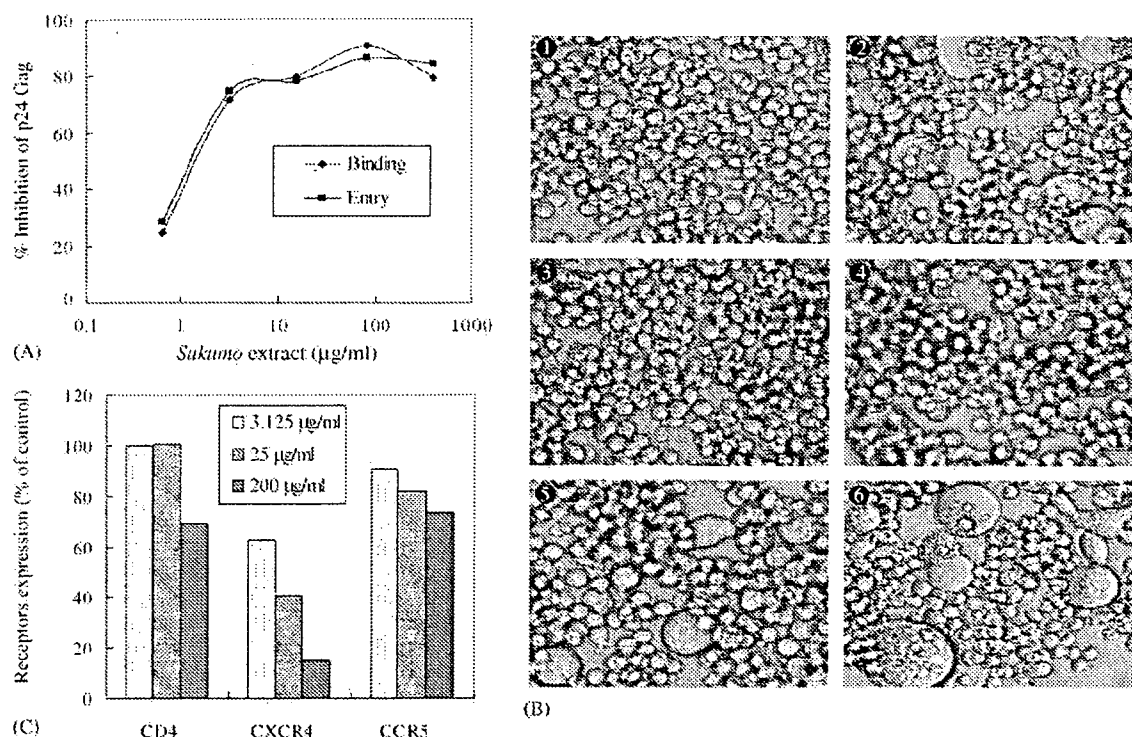 100
80
60
40
20
0
% Inhibition of p24 Gag
Binding
Entry
0.1 1 10 100 1000
(A) Sukumo extract (µg/ml)
120
100
80
60
40
20
0
Receptors expression (% of control)
3.125 µg/ml
25 µg/ml
200 µg/ml
(C) CD4 CXCR4 CCR5
1 2
3 4
5 6
(B)